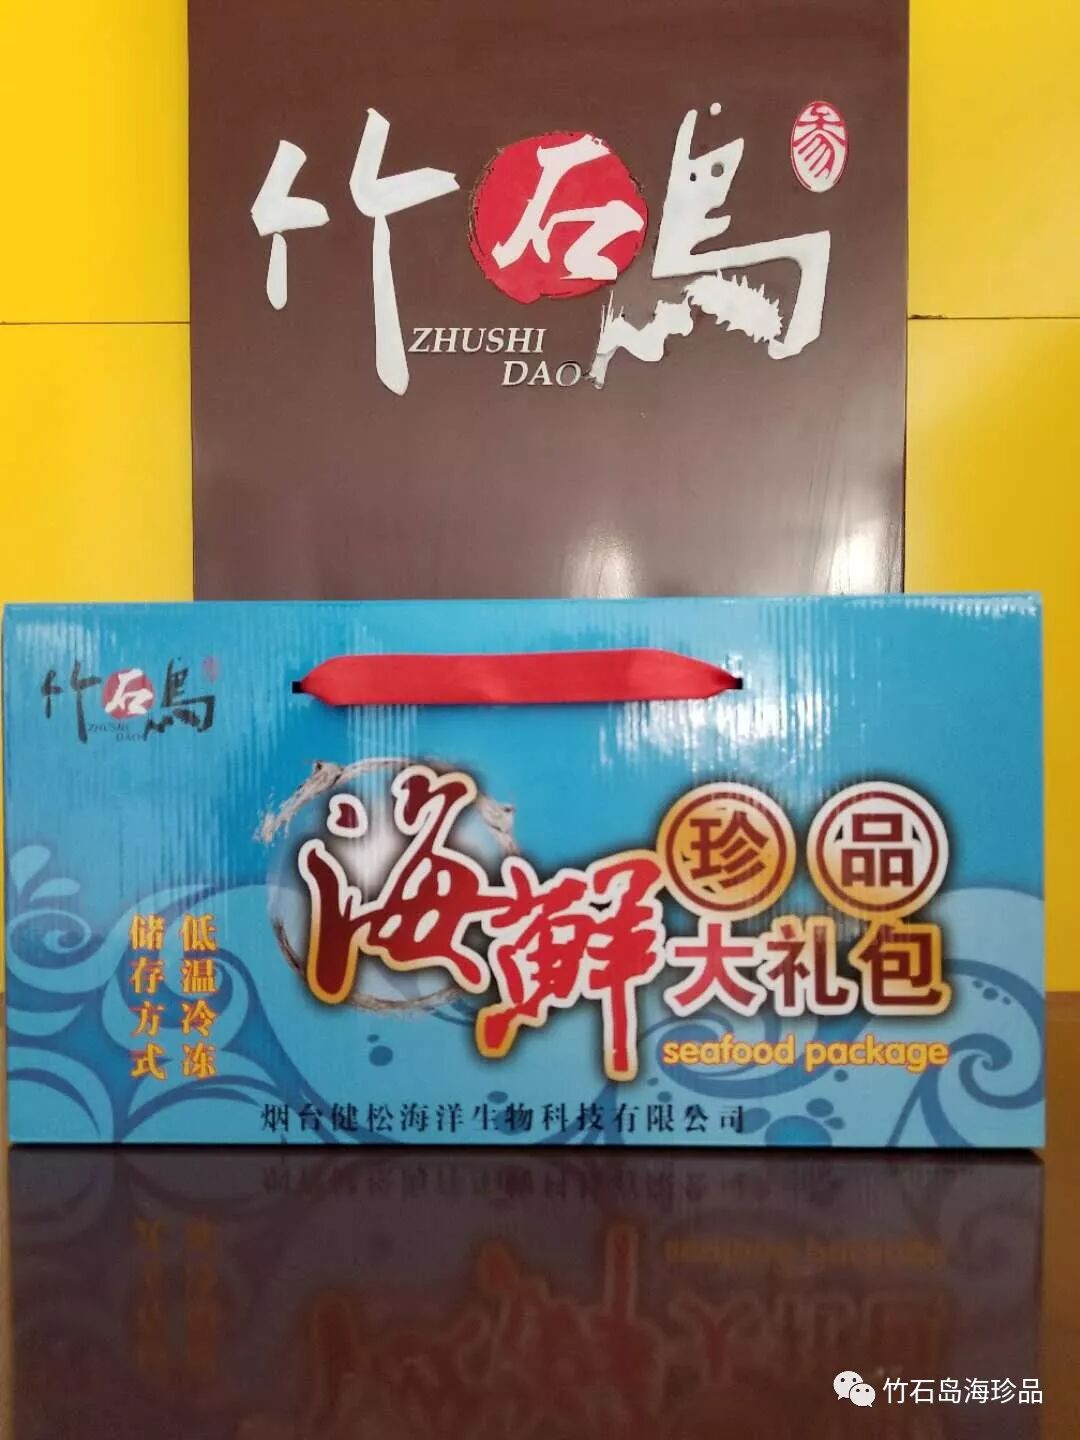 竹石島
参
ZHUSHI
DAO
竹石島
ZHUSHI
DAO
海鲜
珍品
大礼包
seafood package
低温冷冻
储存方式
烟台健松海洋生物科技有限公司
竹石岛海珍品